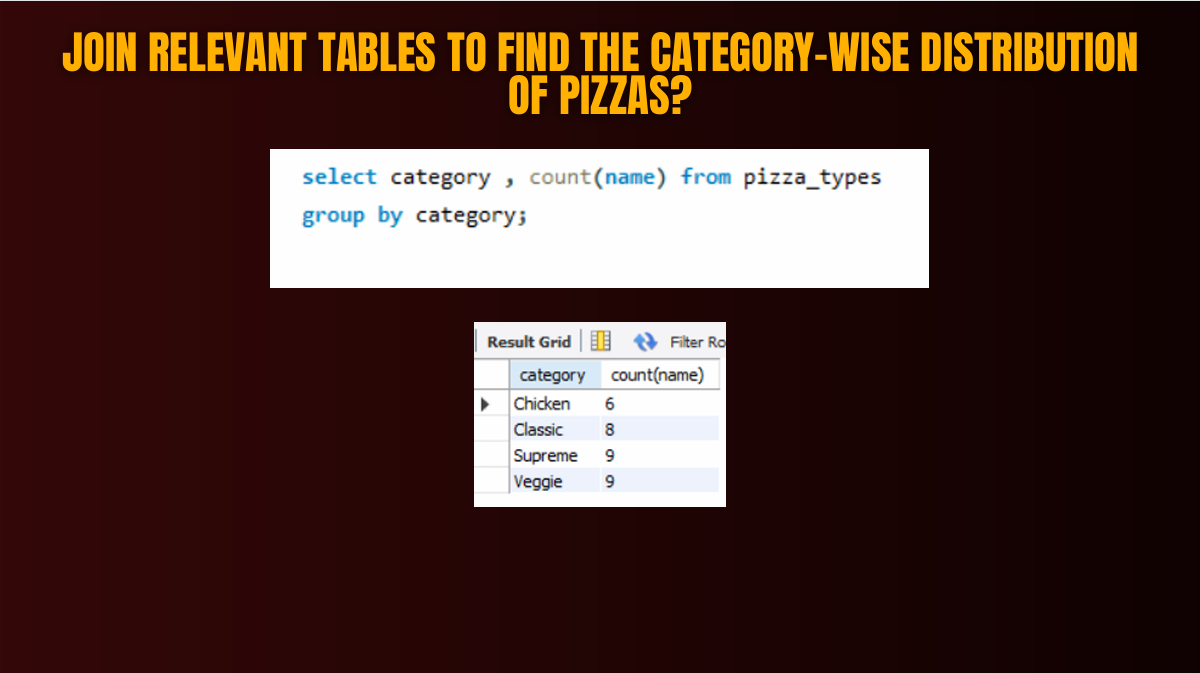 JOIN RELEVANT TABLES TO FIND THE CATEGORY-WISE DISTRIBUTION
OF PIZZAS?
select category , count(name) from pizza_types
group by category;
Result Grid Filter Ro
category count(name)
Chicken 6
Classic 8
Supreme 9
Veggie 9